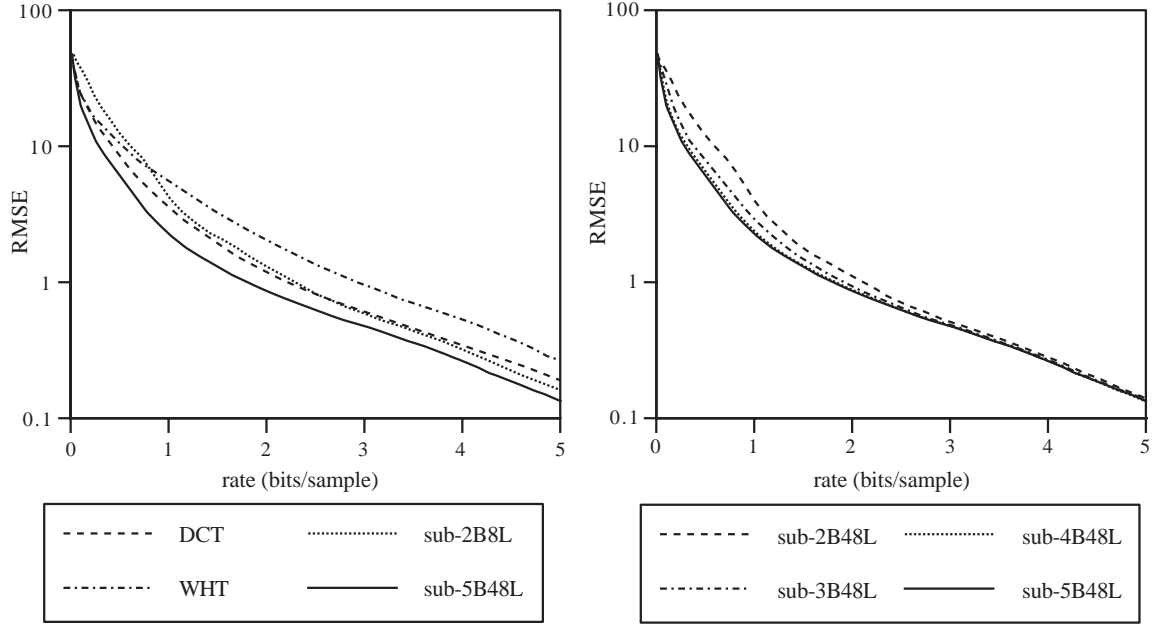 100
10
1
0.1
RMSE
0 1 2 3 4 5
rate (bits/sample)
DCT sub-2B8L
WHT sub-5B48L
100
10
1
0.1
RMSE
0 1 2 3 4 5
rate (bits/sample)
sub-2B48L sub-4B48L
sub-3B48L sub-5B48L